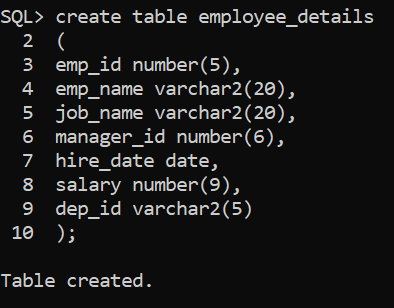 SQL> create table employee_details
  2  (
  3  emp_id number(5),
  4  emp_name varchar2(20),
  5  job_name varchar2(20),
  6  manager_id number(6),
  7  hire_date date,
  8  salary number(9),
  9  dep_id varchar2(5)
 10  );
Table created.